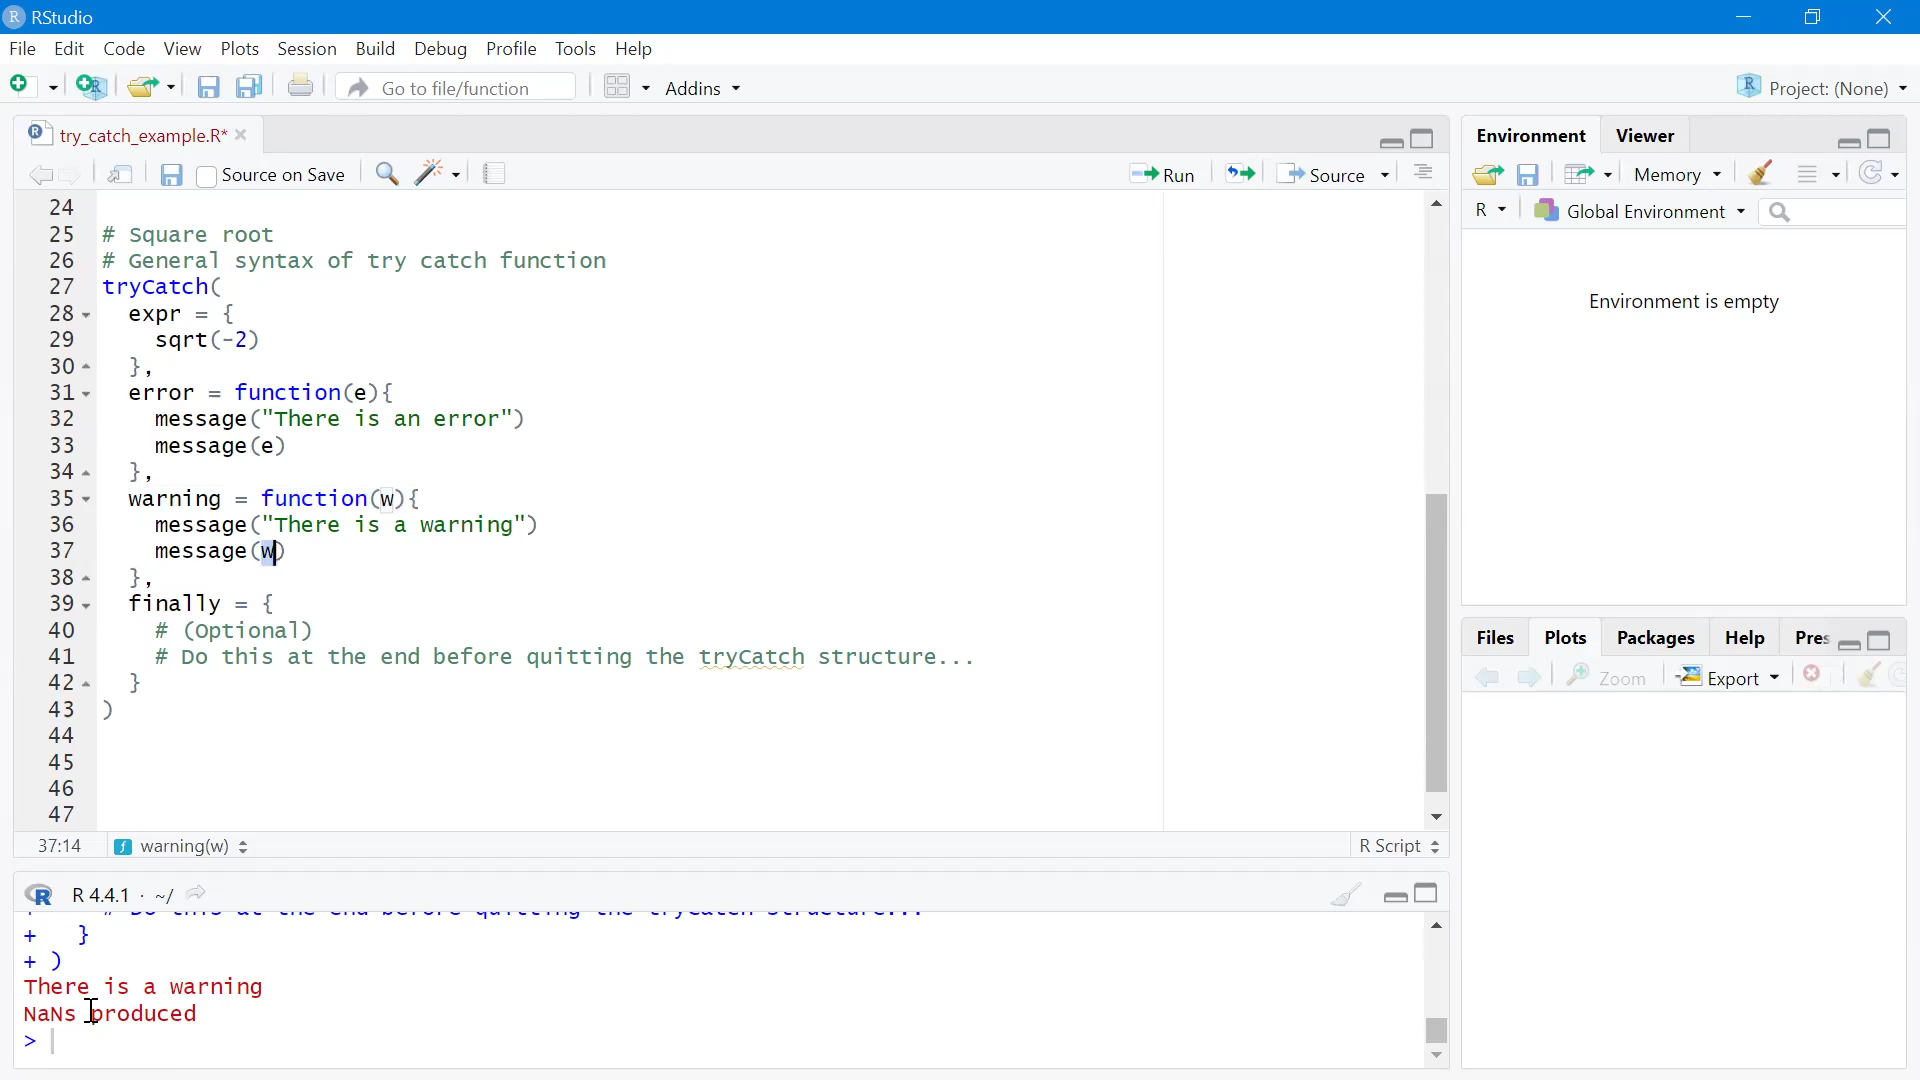 RStudio
File Edit Code View Plots Session Build Debug Profile Tools Help
Go to file/function Addins Project: (None)
try_catch_example.R*
Source on Save Run Source
24
25 # Square root
26 # General syntax of try catch function
27 tryCatch(
28 expr = {
29 sqrt(-2)
30 },
31 error = function(e){
32 message("There is an error")
33 message(e)
34 },
35 warning = function(w){
36 message("There is a warning")
37 message(w)
38 },
39 finally = {
40 # (Optional)
41 # Do this at the end before quitting the tryCatch structure...
42 }
43 )
44
45
46
47
37:14 warning(w) R Script
R 4.4.1 · ~/
+ # Do this at the end before quitting the tryCatch structure...
+ }
+ )
There is a warning
NaNs produced
>
Environment Viewer
Memory
R Global Environment
Environment is empty
Files Plots Packages Help Pres
Zoom Export